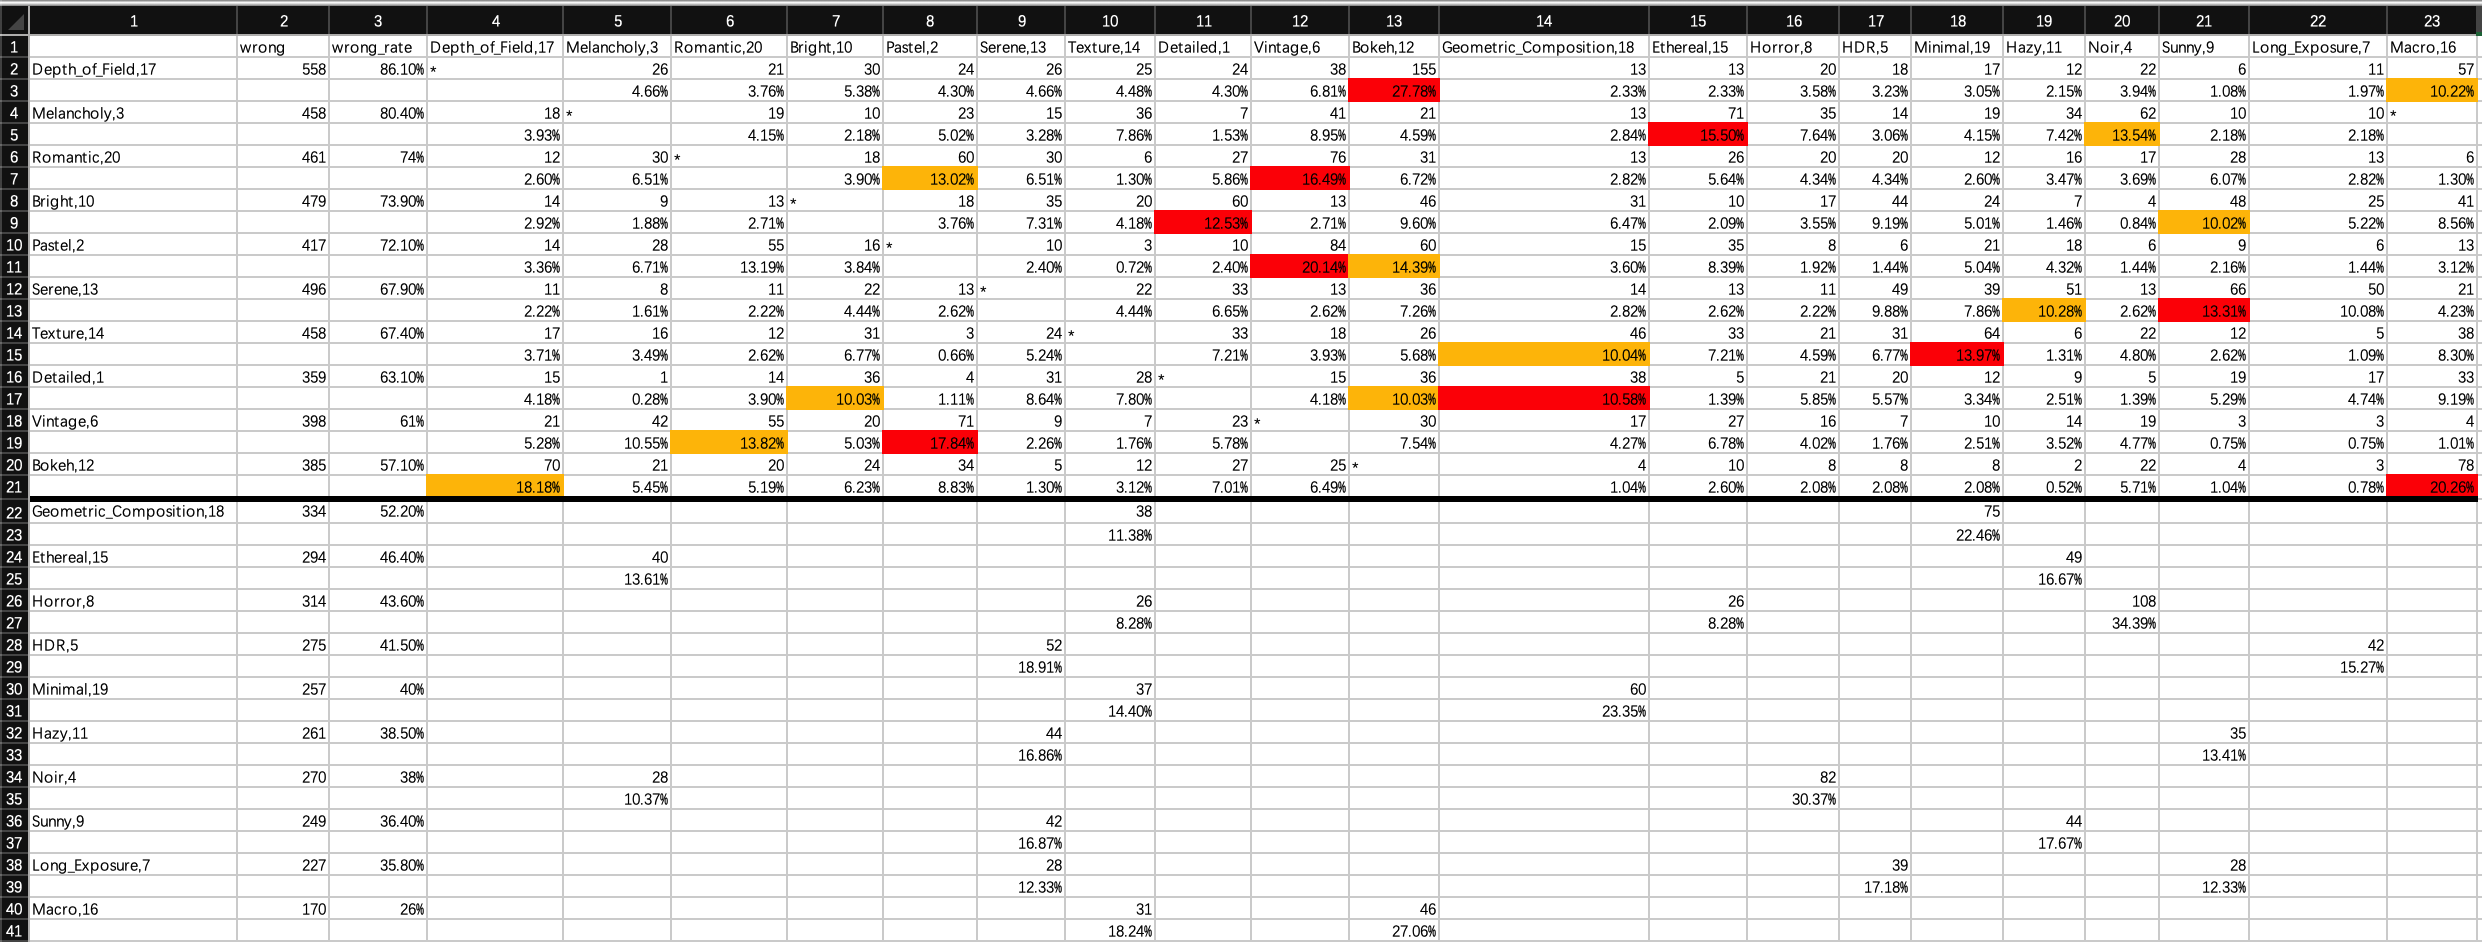 1 2 3 4 5 6 7 8 9 10 11 12 13 14 15 16 17 18 19 20 21 22 23
1 wrong wrong_rate Depth_of_Field,17 Melancholy,3 Romantic,20 Bright,10 Pastel,2 Serene,13 Texture,14 Detailed,1 Vintage,6 Bokeh,12 Geometric_Composition,18 Ethereal,15 Horror,8 HDR,5 Minimal,19 Hazy,11 Noir,4 Sunny,9 Long_Exposure,7 Macro,16
2 Depth_of_Field,17 558 86.10% * 26 21 30 24 26 25 24 38 155 13 13 20 18 17 12 22 6 11 57
3 4.66% 3.76% 5.38% 4.30% 4.66% 4.48% 4.30% 6.81% 27.78% 2.33% 2.33% 3.58% 3.23% 3.05% 2.15% 3.94% 1.08% 1.97% 10.22%
4 Melancholy,3 458 80.40% 18 * 19 10 23 15 36 7 41 21 13 71 35 14 19 34 62 10 10 *
5 3.93% 4.15% 2.18% 5.02% 3.28% 7.86% 1.53% 8.95% 4.59% 2.84% 15.50% 7.64% 3.06% 4.15% 7.42% 13.54% 2.18% 2.18%
6 Romantic,20 461 74% 12 30 * 18 60 30 6 27 76 31 13 26 20 20 12 16 17 28 13 6
7 2.60% 6.51% 3.90% 13.02% 6.51% 1.30% 5.86% 16.49% 6.72% 2.82% 5.64% 4.34% 4.34% 2.60% 3.47% 3.69% 6.07% 2.82% 1.30%
8 Bright,10 479 73.90% 14 9 13 * 18 35 20 60 13 46 31 10 17 44 24 7 4 48 25 41
9 2.92% 1.88% 2.71% 3.76% 7.31% 4.18% 12.53% 2.71% 9.60% 6.47% 2.09% 3.55% 9.19% 5.01% 1.46% 0.84% 10.02% 5.22% 8.56%
10 Pastel,2 417 72.10% 14 28 55 16 * 10 3 10 84 60 15 35 8 6 21 18 6 9 6 13
11 3.36% 6.71% 13.19% 3.84% 2.40% 0.72% 2.40% 20.14% 14.39% 3.60% 8.39% 1.92% 1.44% 5.04% 4.32% 1.44% 2.16% 1.44% 3.12%
12 Serene,13 496 67.90% 11 8 11 22 13 * 22 33 13 36 14 13 11 49 39 51 13 66 50 21
13 2.22% 1.61% 2.22% 4.44% 2.62% 4.44% 6.65% 2.62% 7.26% 2.82% 2.62% 2.22% 9.88% 7.86% 10.28% 2.62% 13.31% 10.08% 4.23%
14 Texture,14 458 67.40% 17 16 12 31 3 24 * 33 18 26 46 33 21 31 64 6 22 12 5 38
15 3.71% 3.49% 2.62% 6.77% 0.66% 5.24% 7.21% 3.93% 5.68% 10.04% 7.21% 4.59% 6.77% 13.97% 1.31% 4.80% 2.62% 1.09% 8.30%
16 Detailed,1 359 63.10% 15 1 14 36 4 31 28 * 15 36 38 5 21 20 12 9 5 19 17 33
17 4.18% 0.28% 3.90% 10.03% 1.11% 8.64% 7.80% 4.18% 10.03% 10.58% 1.39% 5.85% 5.57% 3.34% 2.51% 1.39% 5.29% 4.74% 9.19%
18 Vintage,6 398 61% 21 42 55 20 71 9 7 23 * 30 17 27 16 7 10 14 19 3 3 4
19 5.28% 10.55% 13.82% 5.03% 17.84% 2.26% 1.76% 5.78% 7.54% 4.27% 6.78% 4.02% 1.76% 2.51% 3.52% 4.77% 0.75% 0.75% 1.01%
20 Bokeh,12 385 57.10% 70 21 20 24 34 5 12 27 25 * 4 10 8 8 8 2 22 4 3 78
21 18.18% 5.45% 5.19% 6.23% 8.83% 1.30% 3.12% 7.01% 6.49% 1.04% 2.60% 2.08% 2.08% 2.08% 0.52% 5.71% 1.04% 0.78% 20.26%
22 Geometric_Composition,18 334 52.20% 38 75
23 11.38% 22.46%
24 Ethereal,15 294 46.40% 40 49
25 13.61% 16.67%
26 Horror,8 314 43.60% 26 26 108
27 8.28% 8.28% 34.39%
28 HDR,5 275 41.50% 52 42
29 18.91% 15.27%
30 Minimal,19 257 40% 37 60
31 14.40% 23.35%
32 Hazy,11 261 38.50% 44 35
33 16.86% 13.41%
34 Noir,4 270 38% 28 82
35 10.37% 30.37%
36 Sunny,9 249 36.40% 42 44
37 16.87% 17.67%
38 Long_Exposure,7 227 35.80% 28 39 28
39 12.33% 17.18% 12.33%
40 Macro,16 170 26% 31 46
41 18.24% 27.06%